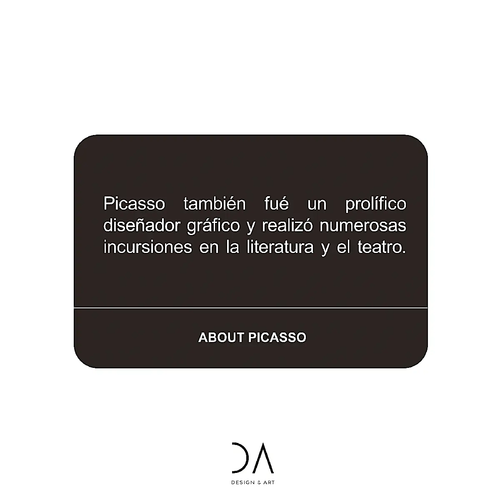 Picasso también fué un prolífico
diseñador gráfico y realizó numerosas
incursiones en la literatura y el teatro.
ABOUT PICASSO
DA
DESIGN & ART